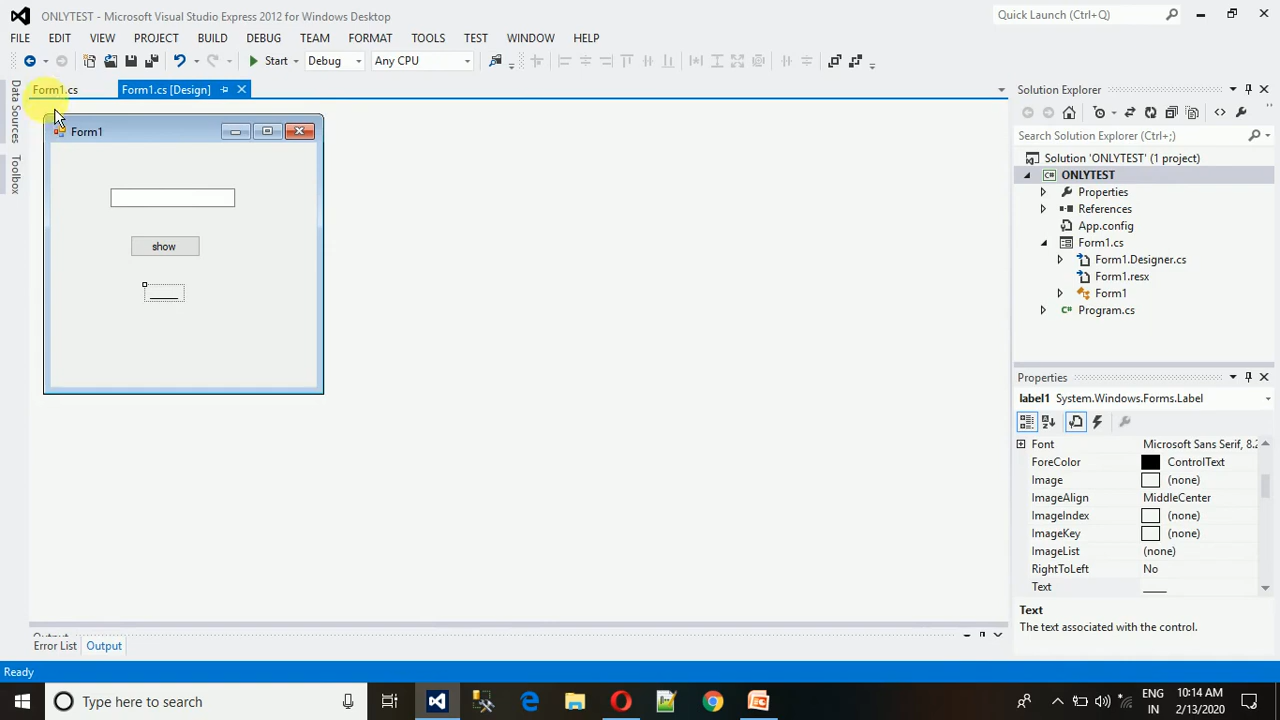 ONLYTEST - Microsoft Visual Studio Express 2012 for Windows Desktop
Quick Launch (Ctrl+Q)
FILE EDIT VIEW PROJECT BUILD DEBUG TEAM FORMAT TOOLS TEST WINDOW HELP
Start Debug Any CPU
Data Sources
Toolbox
Form1.cs Form1.cs [Design]
Form1
show
Solution Explorer
Search Solution Explorer (Ctrl+;)
Solution 'ONLYTEST' (1 project)
ONLYTEST
Properties
References
App.config
Form1.cs
Form1.Designer.cs
Form1.resx
Form1
Program.cs
Properties
label1 System.Windows.Forms.Label
Font Microsoft Sans Serif, 8.2
ForeColor ControlText
Image (none)
ImageAlign MiddleCenter
ImageIndex (none)
ImageKey (none)
ImageList (none)
RightToLeft No
Text _____
Text
The text associated with the control.
Output
Error List Output
Ready
Type here to search
ENG
IN
10:14 AM
2/13/2020